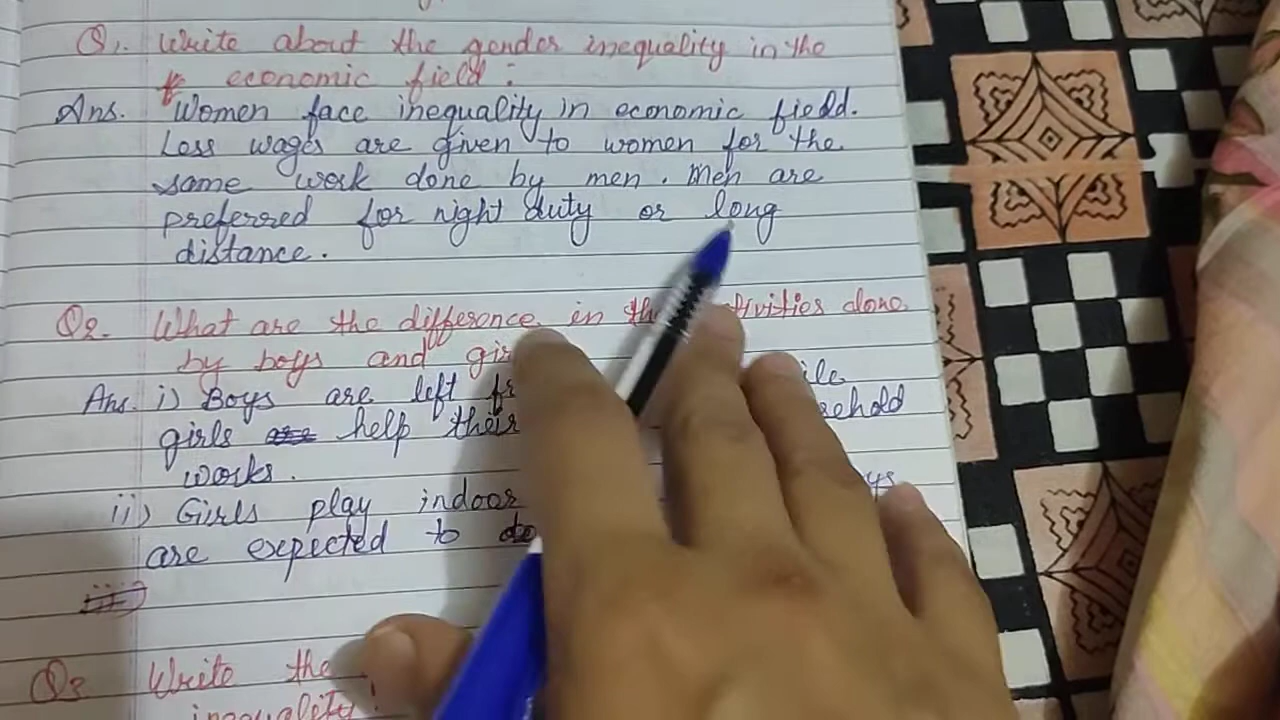 Q1. Write about the gender inequality in the
economic field :
Ans. Women face inequality in economic field.
Less wages are given to women for the
same work done by men. Men are
preferred for night duty or long
distance.
Q2. What are the difference in done
by boys and
Ans. i) Boys are left
girls help their
works.
ii) Girls play indoor
are expected to
Q3 Write the
inequality!